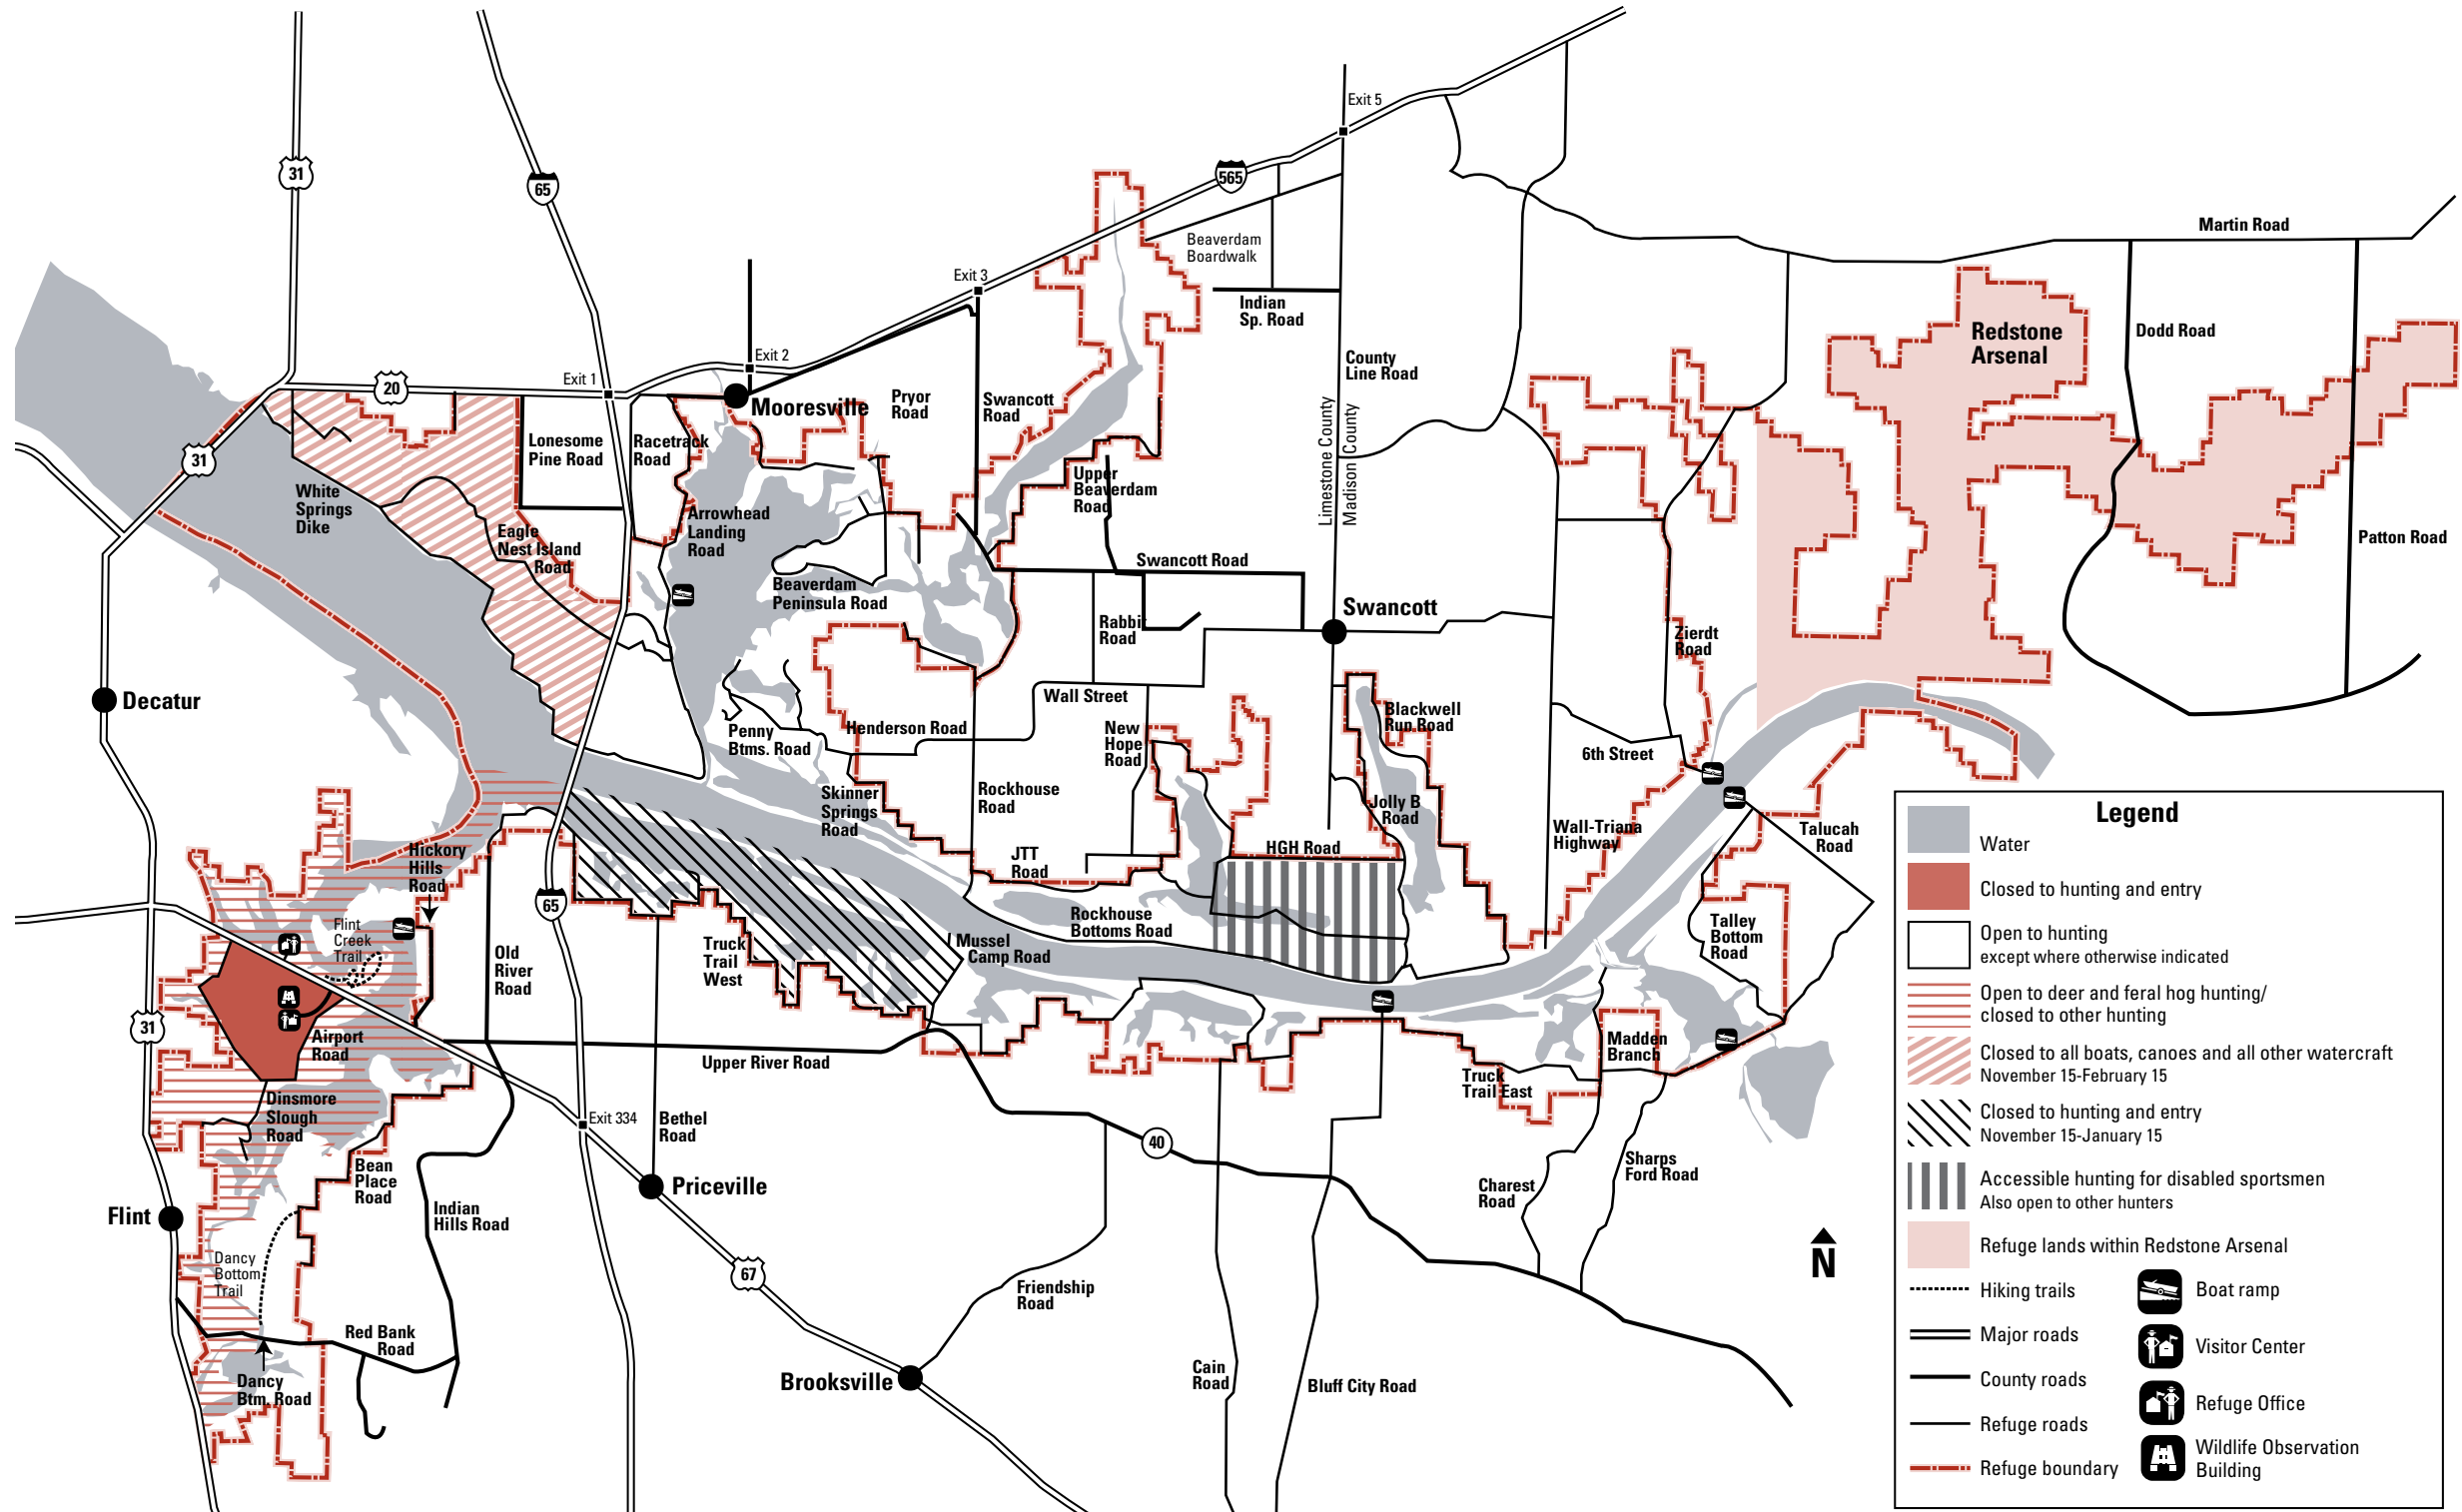 Exit 5
31
65
565
Martin Road
Beaverdam
Boardwalk
Exit 3
Indian
Sp. Road
Redstone
Arsenal
Dodd Road
Exit 2
County
Line Road
Exit 1
20
Mooresville
Pryor
Road
Swancott
Road
Limestone County
Madison County
Lonesome
Pine Road
Racetrack
Road
31
White
Springs
Dike
Upper
Beaverdam
Road
Arrowhead
Landing
Road
Eagle
Nest Island
Road
Patton Road
Swancott Road
Beaverdam
Peninsula Road
Swancott
Rabbit
Road
Zierdt
Road
Decatur
Wall Street
Henderson Road
Penny
Btms. Road
New
Hope
Road
Blackwell
Run Road
6th Street
Skinner
Springs
Road
Rockhouse
Road
Jolly B
Road
Wall-Triana
Highway
Talucah
Road
Hickory
Hills
Road
JTT
Road
HGH Road
65
Flint
Creek
Trail
Old
River
Road
Truck
Trail
West
Mussel
Camp Road
Rockhouse
Bottoms Road
Talley
Bottom
Road
31
Airport
Road
Upper River Road
Madden
Branch
Truck
Trail East
Dinsmore
Slough
Road
Exit 334
Bethel
Road
40
Bean
Place
Road
Sharps
Ford Road
Charest
Road
Priceville
Flint
Indian
Hills Road
Dancy
Bottom
Trail
67
Friendship
Road
N
Red Bank
Road
Dancy
Btm. Road
Brooksville
Cain
Road
Bluff City Road
Legend
Water
Closed to hunting and entry
Open to hunting
except where otherwise indicated
Open to deer and feral hog hunting/
closed to other hunting
Closed to all boats, canoes and all other watercraft
November 15-February 15
Closed to hunting and entry
November 15-January 15
Accessible hunting for disabled sportsmen
Also open to other hunters
Refuge lands within Redstone Arsenal
Hiking trails
Boat ramp
Major roads
Visitor Center
County roads
Refuge Office
Refuge roads
Wildlife Observation
Building
Refuge boundary